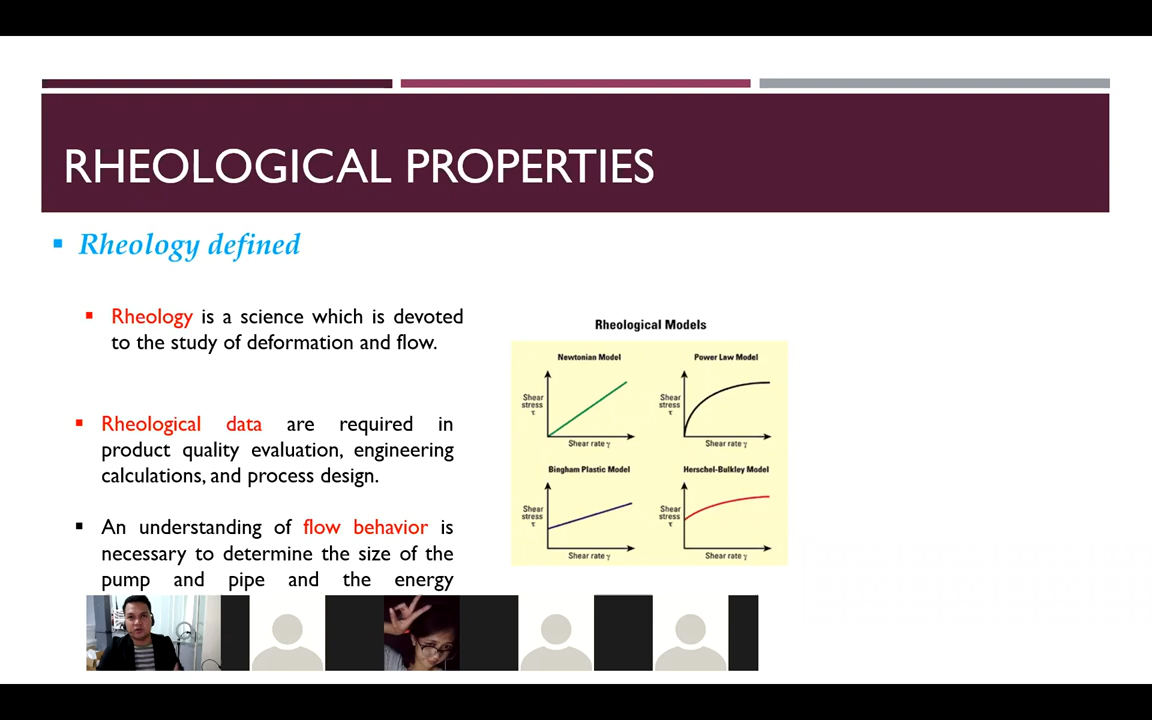 RHEOLOGICAL PROPERTIES
▪ Rheology defined
▪ Rheology is a science which is devoted
to the study of deformation and flow.
▪ Rheological data are required in
product quality evaluation, engineering
calculations, and process design.
▪ An understanding of flow behavior is
necessary to determine the size of the
pump and pipe and the energy
Rheological Models
Newtonian Model
Shear
stress
τ
Shear rate γ
Power Law Model
Shear
stress
τ
Shear rate γ
Bingham Plastic Model
Shear
stress
τ
Shear rate γ
Herschel-Bulkley Model
Shear
stress
τ
Shear rate γ